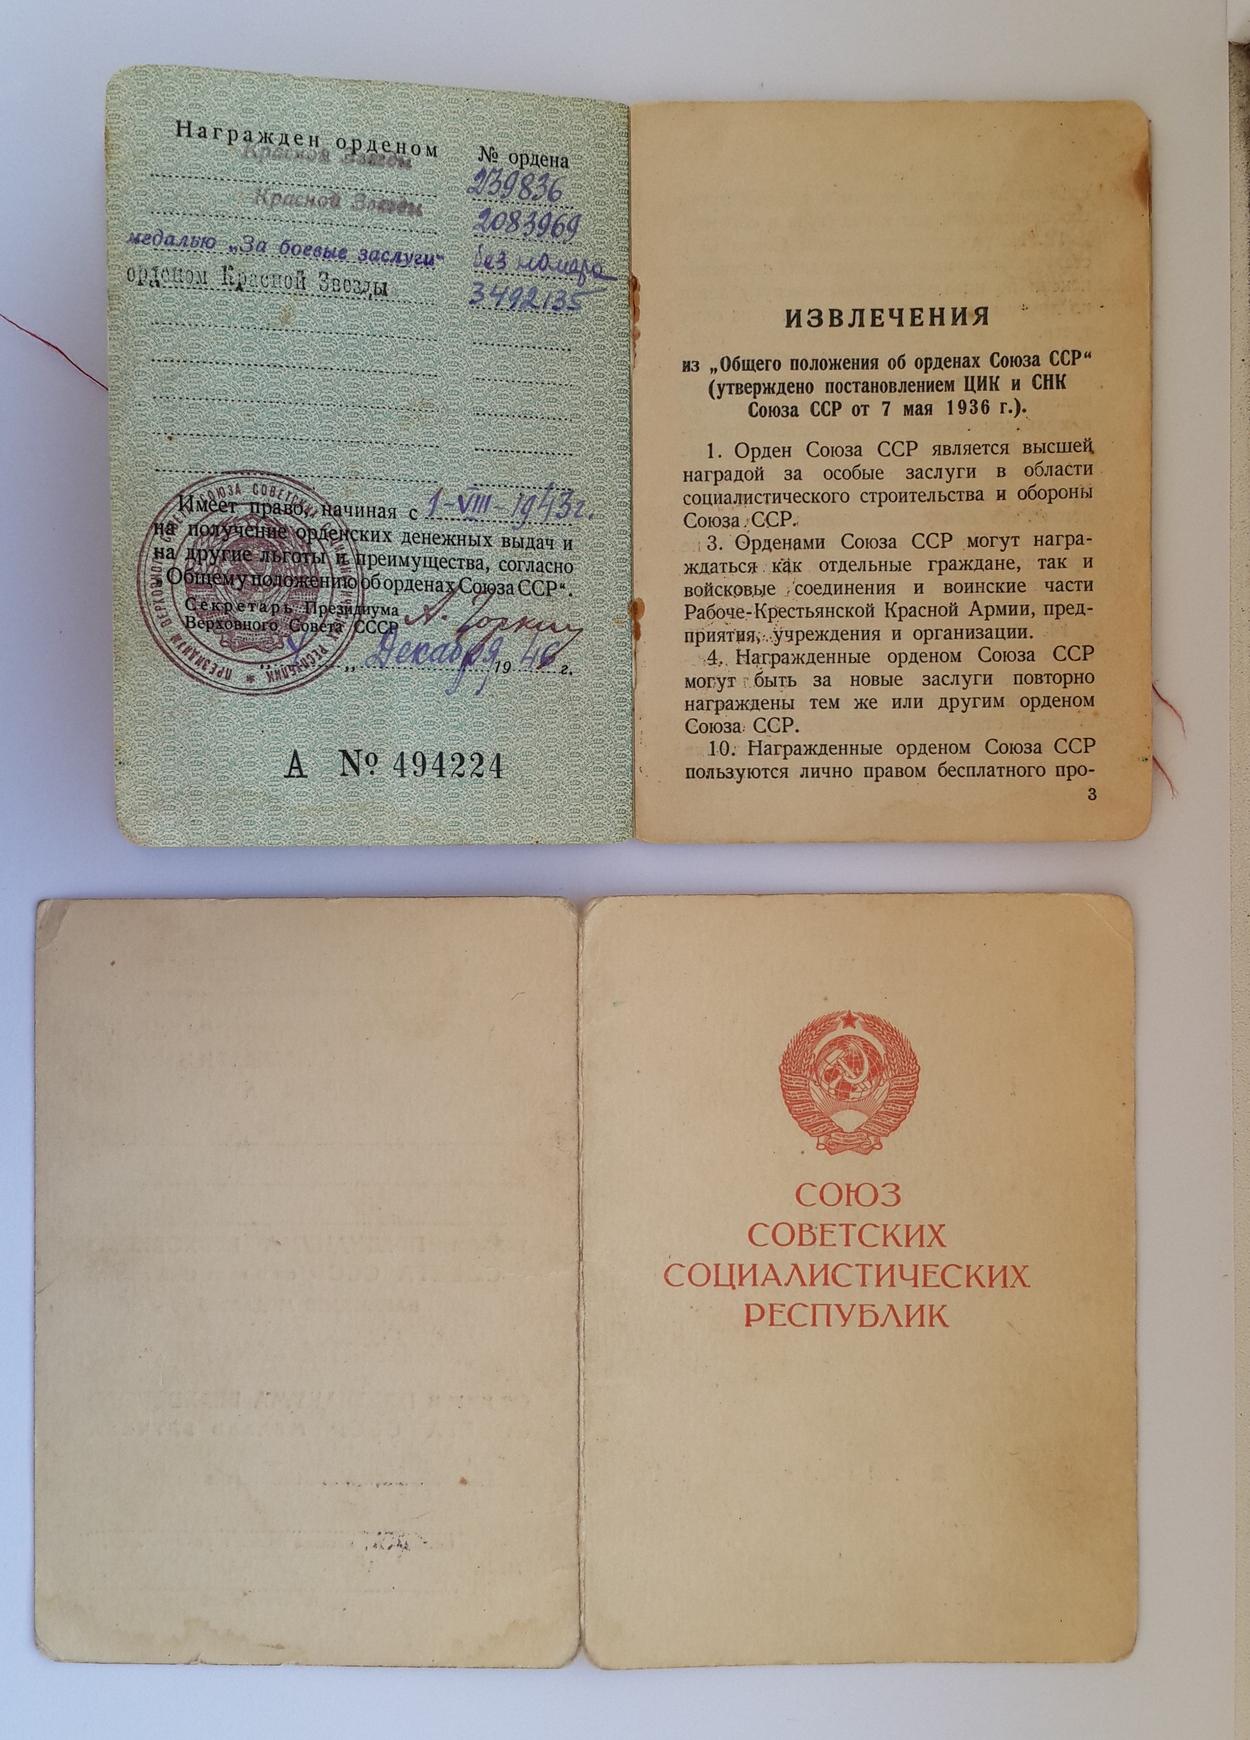 Награжден орденом
№ ордена
Красной Звезды
239836
Красной Звезды
2083969
медалью „За боевые заслуги“
без номера
орденом Красной Звезды
3492135
Имеет право, начиная с 1-VIII-1943г.
на получение орденских денежных выдач и
на другие льготы и преимущества, согласно
„Общему положению об орденах Союза ССР“.
Секретарь Президиума
Верховного Совета СССР А. Горкин
Декабря 1946 г.
А № 494224
ИЗВЛЕЧЕНИЯ
из „Общего положения об орденах Союза ССР“
(утверждено постановлением ЦИК и СНК
Союза ССР от 7 мая 1936 г.).
1. Орден Союза ССР является высшей
наградой за особые заслуги в области
социалистического строительства и обороны
Союза ССР.
3. Орденами Союза ССР могут награ-
ждаться как отдельные граждане, так и
войсковые соединения и воинские части
Рабоче-Крестьянской Красной Армии, пред-
приятия, учреждения и организации.
4. Награжденные орденом Союза ССР
могут быть за новые заслуги повторно
награждены тем же или другим орденом
Союза ССР.
10. Награжденные орденом Союза ССР
пользуются лично правом бесплатного про-
3
СОЮЗ
СОВЕТСКИХ
СОЦИАЛИСТИЧЕСКИХ
РЕСПУБЛИК